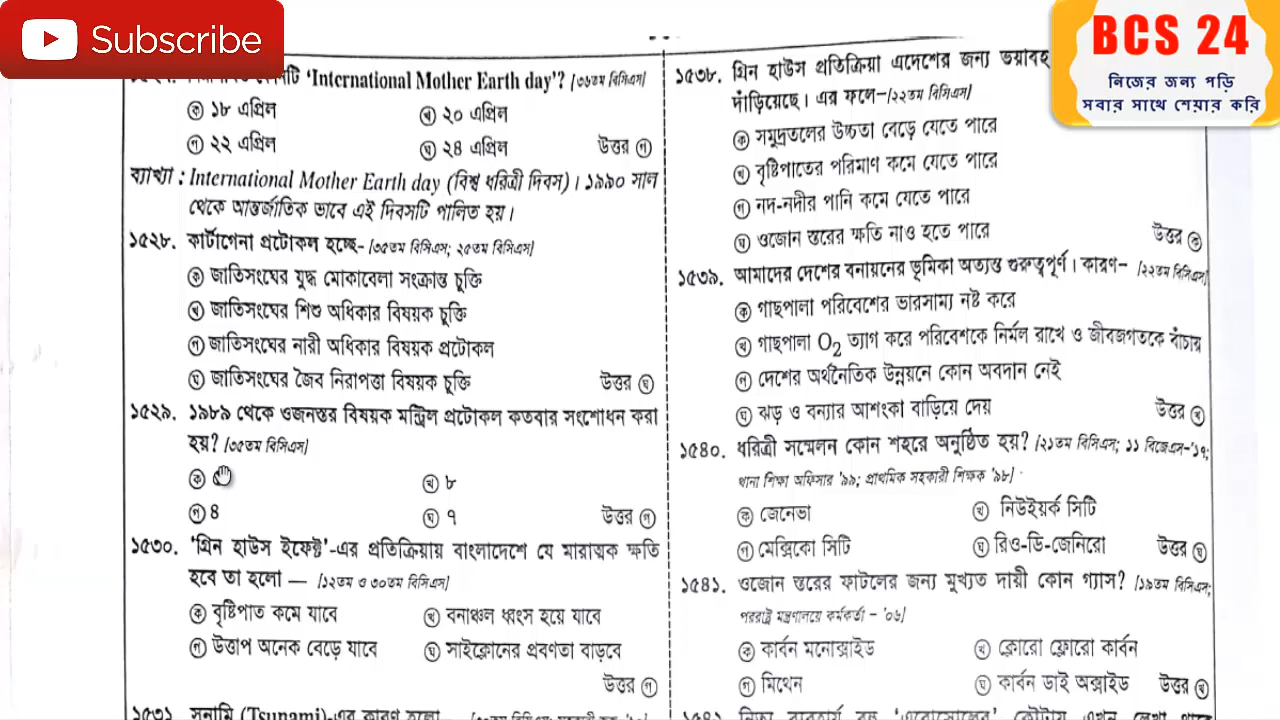 Subscribe
BCS 24
নিজের জন্য পড়ি
সবার সাথে শেয়ার করি
'International Mother Earth day'? [৩৬তম বিসিএস]
ক ১৮ এপ্রিল খ ২০ এপ্রিল
গ ২২ এপ্রিল ঘ ২৪ এপ্রিল উত্তর গ
ব্যাখ্যা : International Mother Earth day (বিশ্ব ধরিত্রী দিবস)। ১৯৯০ সাল
থেকে আন্তর্জাতিক ভাবে এই দিবসটি পালিত হয়।
১৫২৮. কার্টাগেনা প্রটোকল হচ্ছে- [৩৫তম বিসিএস; ২৫তম বিসিএস]
ক জাতিসংঘের যুদ্ধ মোকাবেলা সংক্রান্ত চুক্তি
খ জাতিসংঘের শিশু অধিকার বিষয়ক চুক্তি
গ জাতিসংঘের নারী অধিকার বিষয়ক প্রটোকল
ঘ জাতিসংঘের জৈব নিরাপত্তা বিষয়ক চুক্তি উত্তর ঘ
১৫২৯. ১৯৮৯ থেকে ওজনস্তর বিষয়ক মন্ট্রিল প্রটোকল কতবার সংশোধন করা
হয়? [৩৫তম বিসিএস]
ক খ ৮
গ ৪ ঘ ৭ উত্তর গ
১৫৩০. 'গ্রিন হাউস ইফেক্ট'-এর প্রতিক্রিয়ায় বাংলাদেশে যে মারাত্মক ক্ষতি
হবে তা হলো — [১২তম ও ৩০তম বিসিএস]
ক বৃষ্টিপাত কমে যাবে খ বনাঞ্চল ধ্বংস হয়ে যাবে
গ উত্তাপ অনেক বেড়ে যাবে ঘ সাইক্লোনের প্রবণতা বাড়বে
উত্তর গ
১৫৩১. সুনামি (Tsunami)-এর কারণ হলো—
১৫৩৮. গ্রিন হাউস প্রতিক্রিয়া এদেশের জন্য ভয়াবহ
দাঁড়িয়েছে। এর ফলে- [২২তম বিসিএস]
ক সমুদ্রতলের উচ্চতা বেড়ে যেতে পারে
খ বৃষ্টিপাতের পরিমাণ কমে যেতে পারে
গ নদ-নদীর পানি কমে যেতে পারে
ঘ ওজোন স্তরের ক্ষতি নাও হতে পারে উত্তর ক
১৫৩৯. আমাদের দেশের বনায়নের ভূমিকা অত্যন্ত গুরুত্বপূর্ণ। কারণ- [২২তম বিসিএস]
ক গাছপালা পরিবেশের ভারসাম্য নষ্ট করে
খ গাছপালা O₂ ত্যাগ করে পরিবেশকে নির্মল রাখে ও জীবজগতকে বাঁচায়
গ দেশের অর্থনৈতিক উন্নয়নে কোন অবদান নেই
ঘ ঝড় ও বন্যার আশংকা বাড়িয়ে দেয় উত্তর খ
১৫৪০. ধরিত্রী সম্মেলন কোন শহরে অনুষ্ঠিত হয়? [২১তম বিসিএস; ১১ বিজেএস-'১৭;
থানা শিক্ষা অফিসার '৯৯; প্রাথমিক সহকারী শিক্ষক '৯৮]
ক জেনেভা খ নিউইয়র্ক সিটি
গ মেক্সিকো সিটি ঘ রিও-ডি-জেনিরো উত্তর ঘ
১৫৪১. ওজোন স্তরের ফাটলের জন্য মুখ্যত দায়ী কোন গ্যাস? [১৯তম বিসিএস;
পররাষ্ট্র মন্ত্রণালয়ে কর্মকর্তা – '০৬]
ক কার্বন মনোক্সাইড খ ক্লোরো ফ্লোরো কার্বন
গ মিথেন ঘ কার্বন ডাই অক্সাইড উত্তর খ